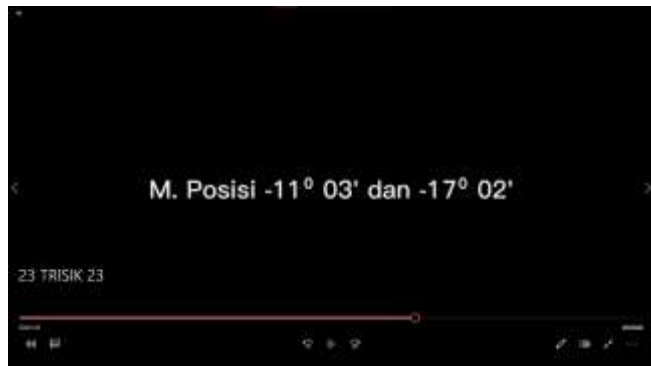 M. Posisi -11⁰ 03' dan -17⁰ 02'
23 TRISIK 23